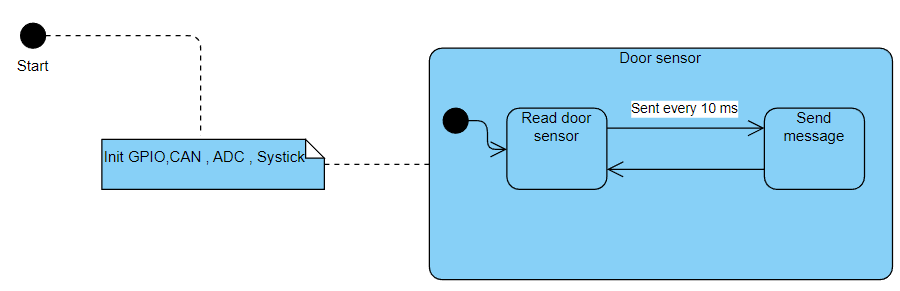 Start
Init GPIO,CAN , ADC , Systick
Door sensor
Read door
sensor
Sent every 10 ms
Send
message